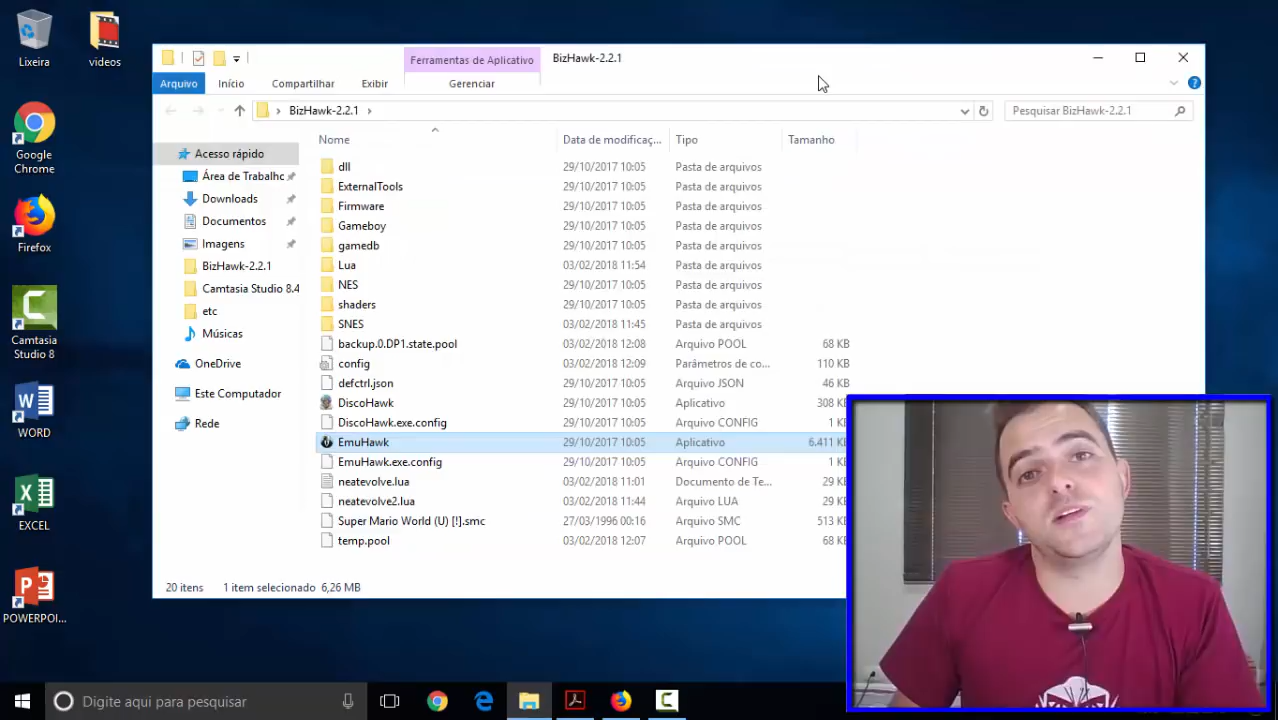 Lixeira
videos
Google
Chrome
Firefox
Camtasia
Studio 8
WORD
EXCEL
POWERPOI...
Ferramentas de Aplicativo
BizHawk-2.2.1
Arquivo Início Compartilhar Exibir Gerenciar
BizHawk-2.2.1
Pesquisar BizHawk-2.2.1
Nome Data de modificaç... Tipo Tamanho
Acesso rápido
Área de Trabalho
Downloads
Documentos
Imagens
BizHawk-2.2.1
Camtasia Studio 8.4
etc
Músicas
OneDrive
Este Computador
Rede
dll 29/10/2017 10:05 Pasta de arquivos
ExternalTools 29/10/2017 10:05 Pasta de arquivos
Firmware 29/10/2017 10:05 Pasta de arquivos
Gameboy 29/10/2017 10:05 Pasta de arquivos
gamedb 29/10/2017 10:05 Pasta de arquivos
Lua 03/02/2018 11:54 Pasta de arquivos
NES 29/10/2017 10:05 Pasta de arquivos
shaders 29/10/2017 10:05 Pasta de arquivos
SNES 03/02/2018 11:45 Pasta de arquivos
backup.0.DP1.state.pool 03/02/2018 12:08 Arquivo POOL 68 KB
config 03/02/2018 12:09 Parâmetros de co... 110 KB
defctrl.json 29/10/2017 10:05 Arquivo JSON 46 KB
DiscoHawk 29/10/2017 10:05 Aplicativo 308 KB
DiscoHawk.exe.config 29/10/2017 10:05 Arquivo CONFIG 1 KB
EmuHawk 29/10/2017 10:05 Aplicativo 6.411 KB
EmuHawk.exe.config 29/10/2017 10:05 Arquivo CONFIG 1 KB
neatevolve.lua 03/02/2018 11:01 Documento de Te... 29 KB
neatevolve2.lua 03/02/2018 11:44 Arquivo LUA 29 KB
Super Mario World (U) [!].smc 27/03/1996 00:16 Arquivo SMC 513 KB
temp.pool 03/02/2018 12:07 Arquivo POOL 68 KB
20 itens 1 item selecionado 6,26 MB
Digite aqui para pesquisar